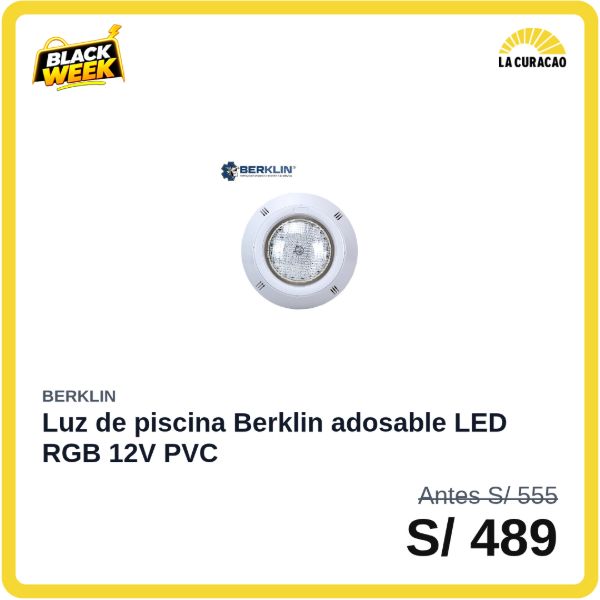 BLACK
WEEK
LA CURACAO
BERKLIN®
BERKLIN
Luz de piscina Berklin adosable LED
RGB 12V PVC
Antes S/ 555
S/ 489